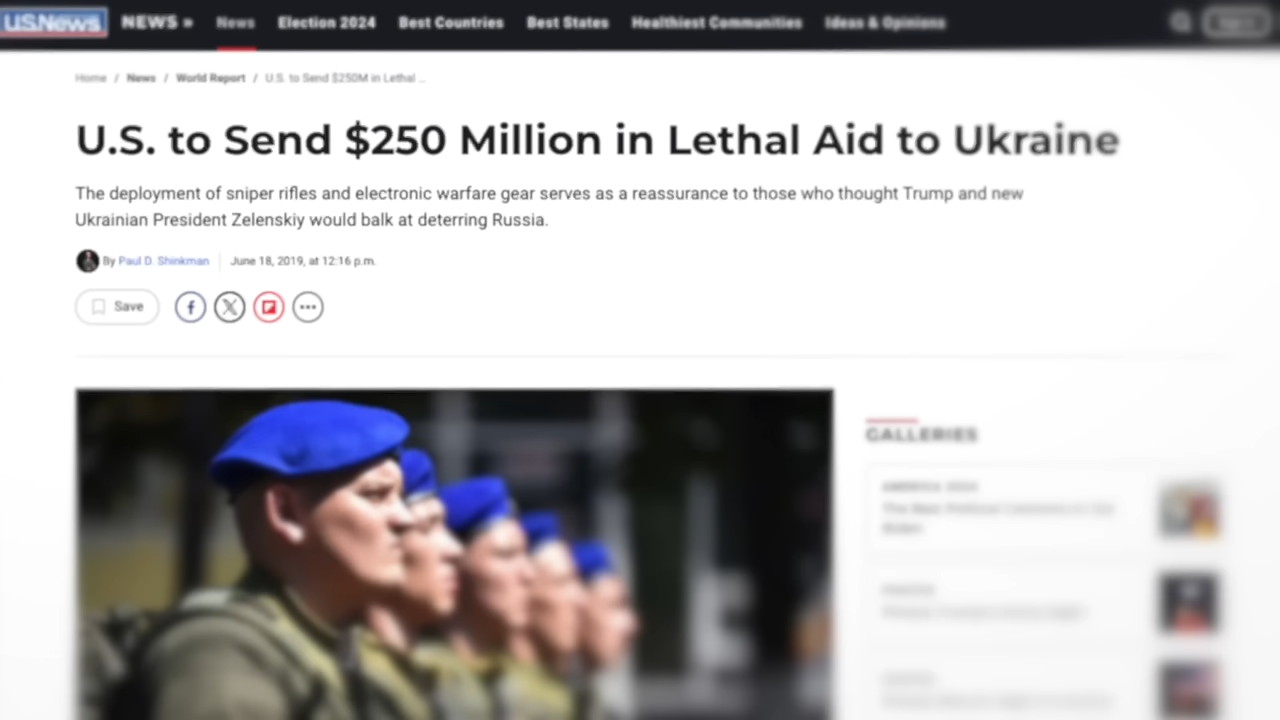 U.S.News NEWS » News Election 2024 Best Countries Best States Healthiest Communities Ideas & Opinions
Home / News / World Report / U.S. to Send $250M in Lethal ...
U.S. to Send $250 Million in Lethal Aid to Ukraine
The deployment of sniper rifles and electronic warfare gear serves as a reassurance to those who thought Trump and new
Ukrainian President Zelenskiy would balk at deterring Russia.
By Paul D. Shinkman June 18, 2019, at 12:16 p.m.
Save
GALLERIES